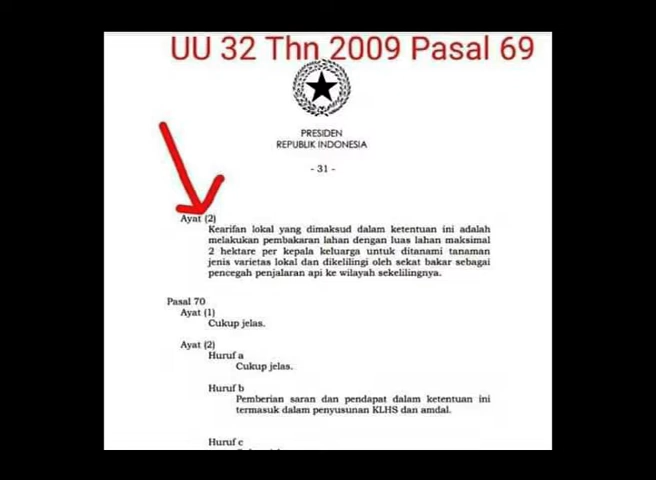 UU 32 Thn 2009 Pasal 69
PRESIDEN
REPUBLIK INDONESIA
- 31 -
Ayat (2)
Kearifan lokal yang dimaksud dalam ketentuan ini adalah
melakukan pembakaran lahan dengan luas lahan maksimal
2 hektare per kepala keluarga untuk ditanami tanaman
jenis varietas lokal dan dikelilingi oleh sekat bakar sebagai
pencegah penjalaran api ke wilayah sekelilingnya.
Pasal 70
Ayat (1)
Cukup jelas.
Ayat (2)
Huruf a
Cukup jelas.
Huruf b
Pemberian saran dan pendapat dalam ketentuan ini
termasuk dalam penyusunan KLHS dan amdal.
Huruf c